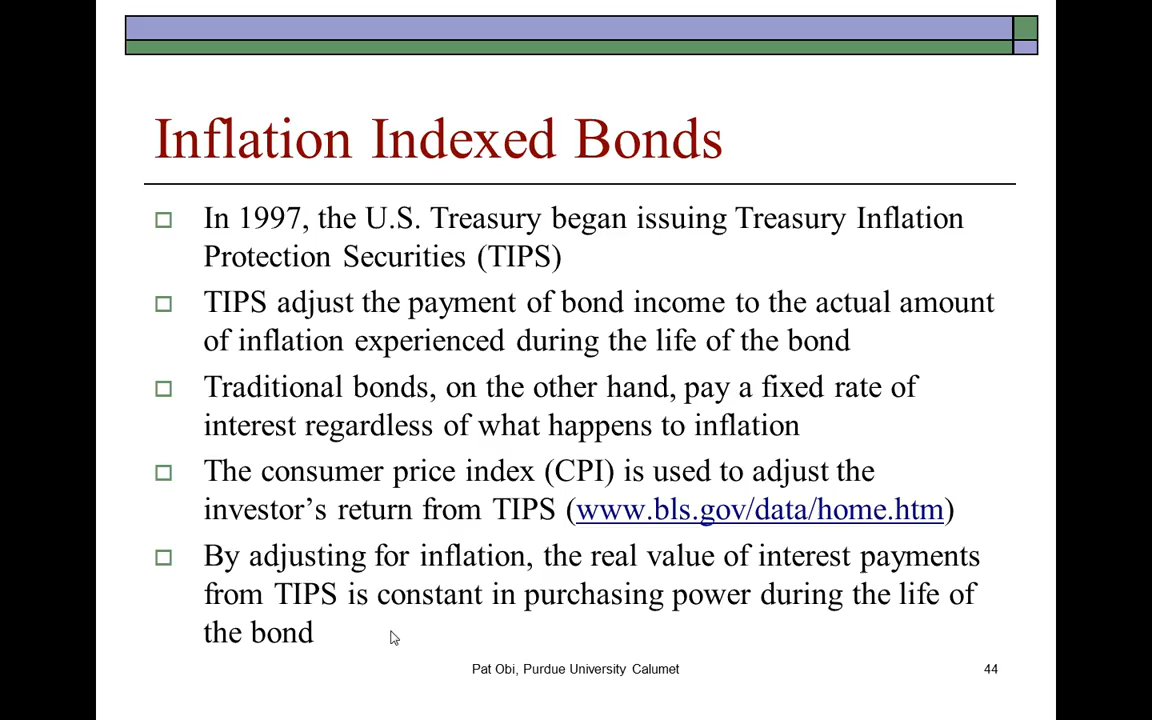 Inflation Indexed Bonds
In 1997, the U.S. Treasury began issuing Treasury Inflation
Protection Securities (TIPS)
TIPS adjust the payment of bond income to the actual amount
of inflation experienced during the life of the bond
Traditional bonds, on the other hand, pay a fixed rate of
interest regardless of what happens to inflation
The consumer price index (CPI) is used to adjust the
investor’s return from TIPS (www.bls.gov/data/home.htm)
By adjusting for inflation, the real value of interest payments
from TIPS is constant in purchasing power during the life of
the bond
Pat Obi, Purdue University Calumet 44